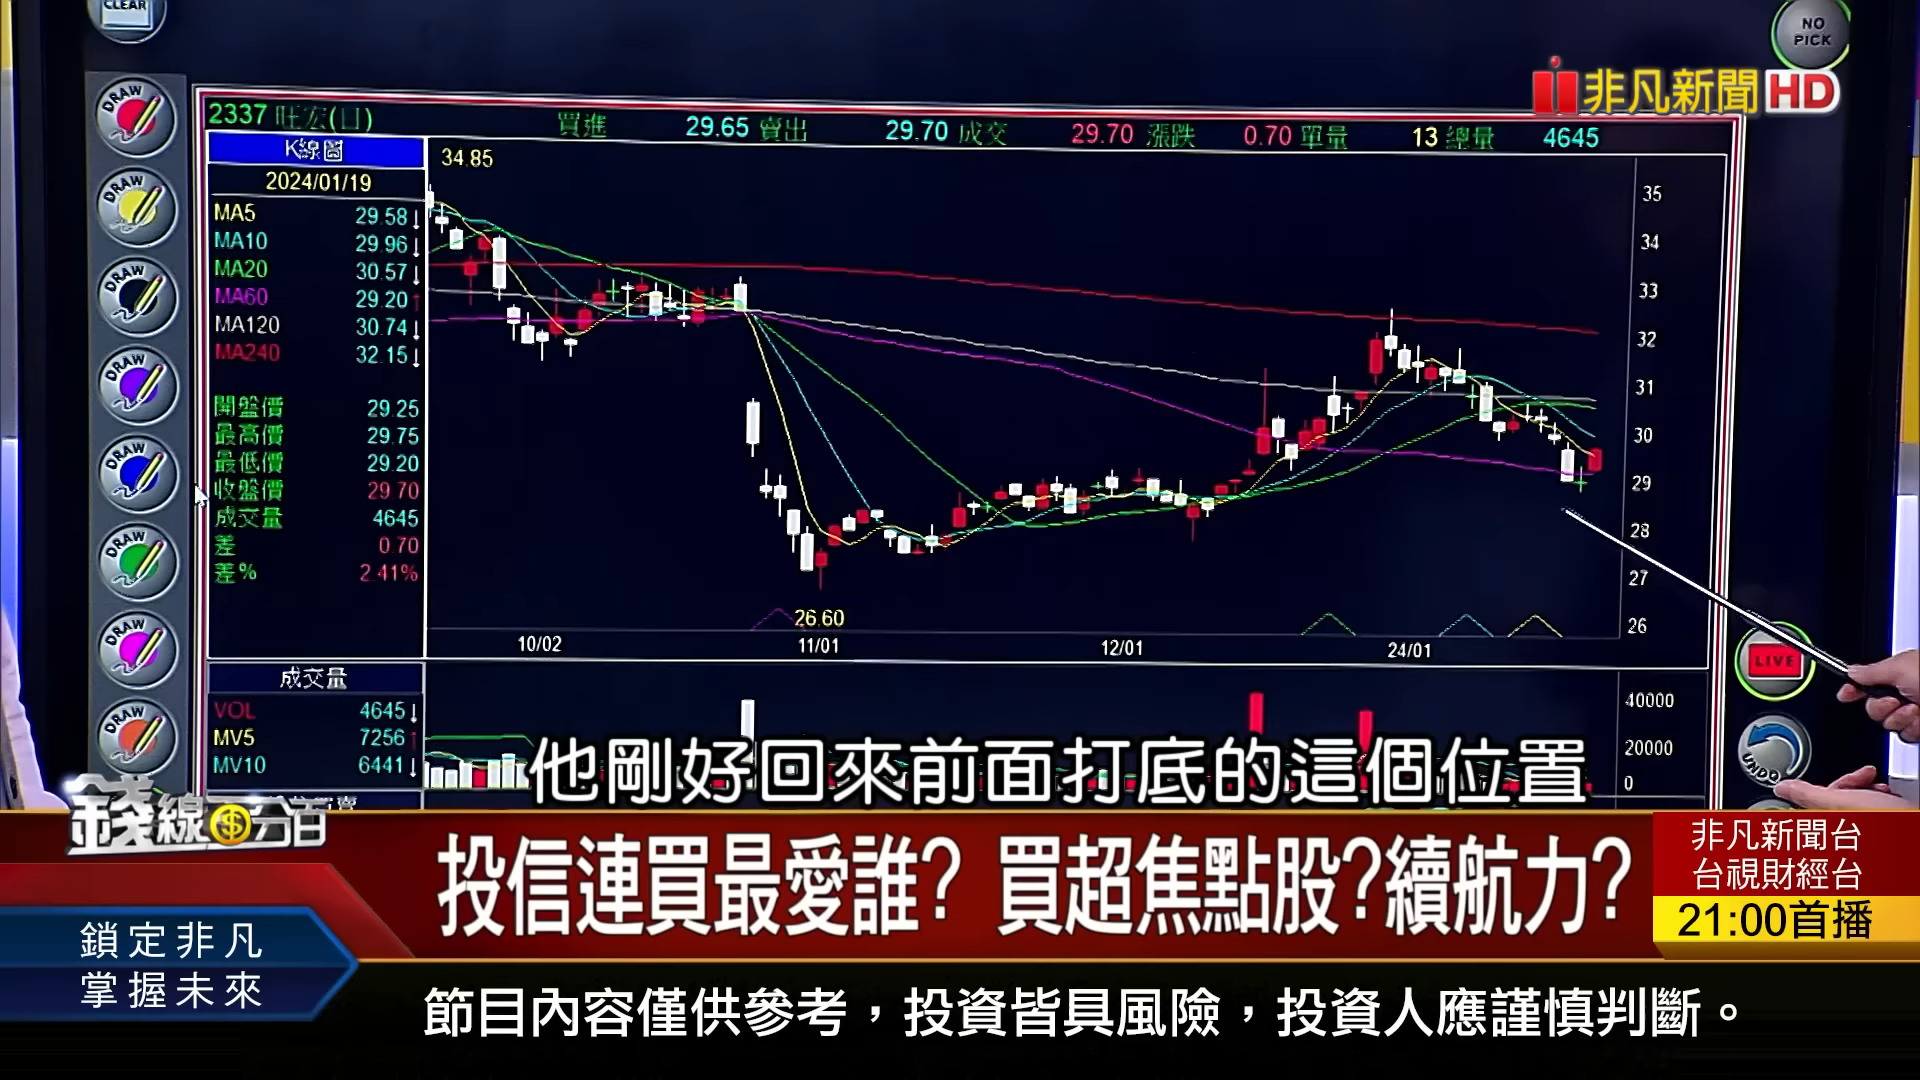 CLEAR
NO
PICK
非凡新聞HD
DRAW
DRAW
DRAW
DRAW
DRAW
DRAW
DRAW
DRAW
2337 旺宏(日) 買進 29.65 賣出 29.70 成交 29.70 漲跌 0.70 單量 13 總量 4645
K線圖
2024/01/19
MA5 29.58↓
MA10 29.96↓
MA20 30.57↓
MA60 29.20↑
MA120 30.74↓
MA240 32.15↓
開盤價 29.25
最高價 29.75
最低價 29.20
收盤價 29.70
成交量 4645
差 0.70
差% 2.41%
34.85
26.60
35
34
33
32
31
30
29
28
27
26
10/02 11/01 12/01 24/01
成交量
VOL 4645↓
MV5 7256↑
MV10 6441↓
40000
20000
0
LIVE
UNDO
他剛好回來前面打底的這個位置
錢線百分百
投信連買最愛誰? 買超焦點股?續航力?
非凡新聞台
台視財經台
21:00首播
鎖定非凡
掌握未來
節目內容僅供參考，投資皆具風險，投資人應謹慎判斷。